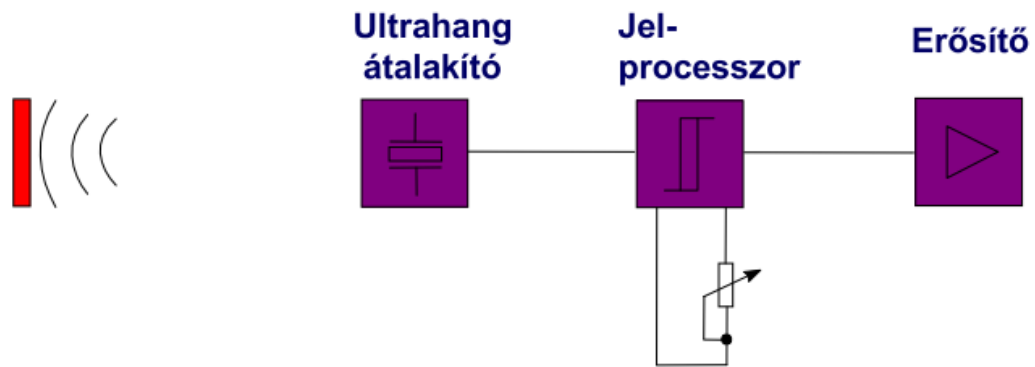 Ultrahang
átalakító
Jel-
processzor
Erősítő